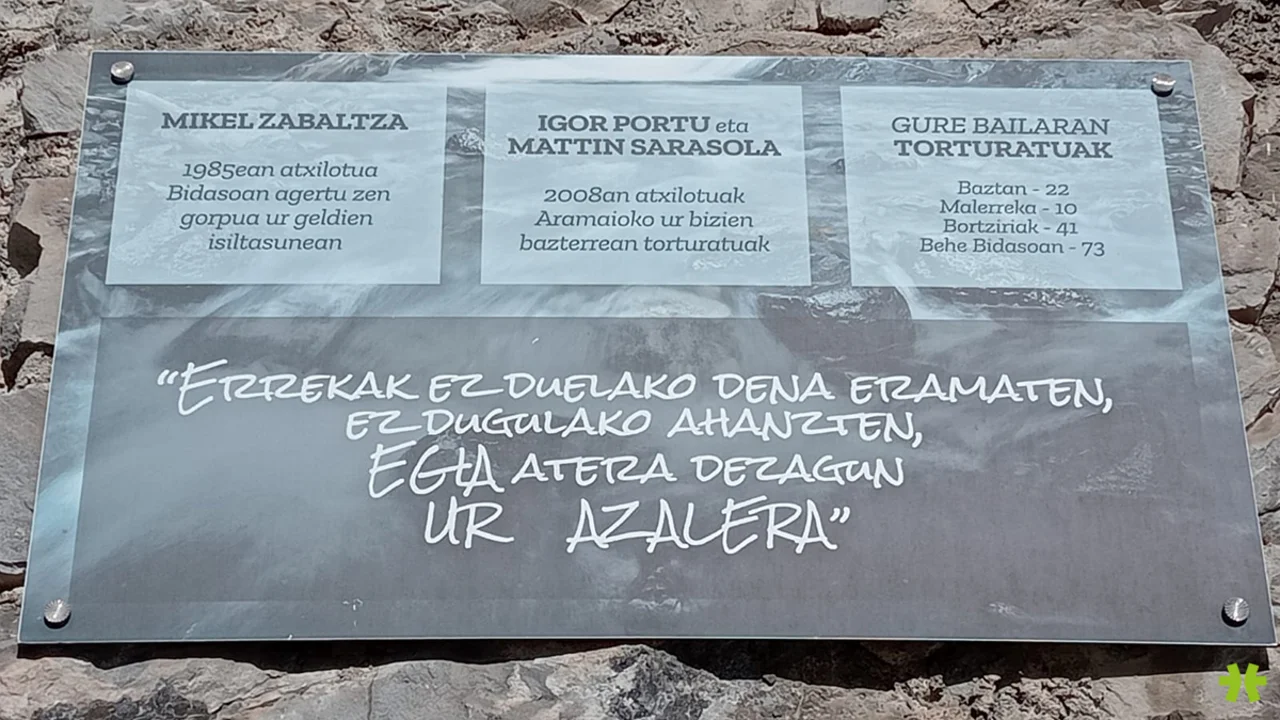 MIKEL ZABALTZA
1985ean atxilotua
Bidasoan agertu zen
gorpua ur geldien
isiltasunean
IGOR PORTU eta
MATTIN SARASOLA
2008an atxilotuak
Aramaioko ur bizien
bazterrean torturatuak
GURE BAILARAN
TORTURATUAK
Baztan - 22
Malerreka - 10
Bortziriak - 41
Behe Bidasoan - 73
“ERREKAK EZ DUELAKO DENA ERAMATEN,
EZ DUGULAKO AHANZTEN,
EGIA ATERA DEZAGUN
UR AZALERA”